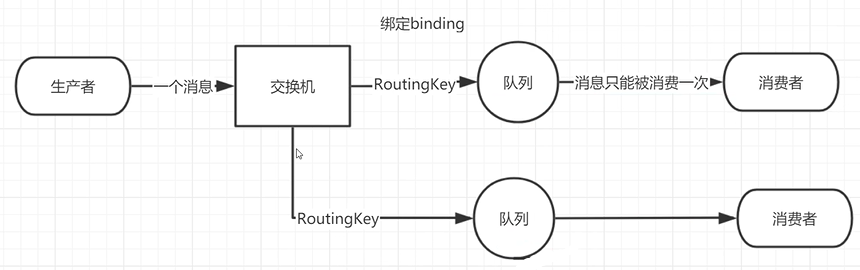 绑定binding
生产者
一个消息
交换机
RoutingKey
队列
消息只能被消费一次
消费者
RoutingKey
队列
消费者